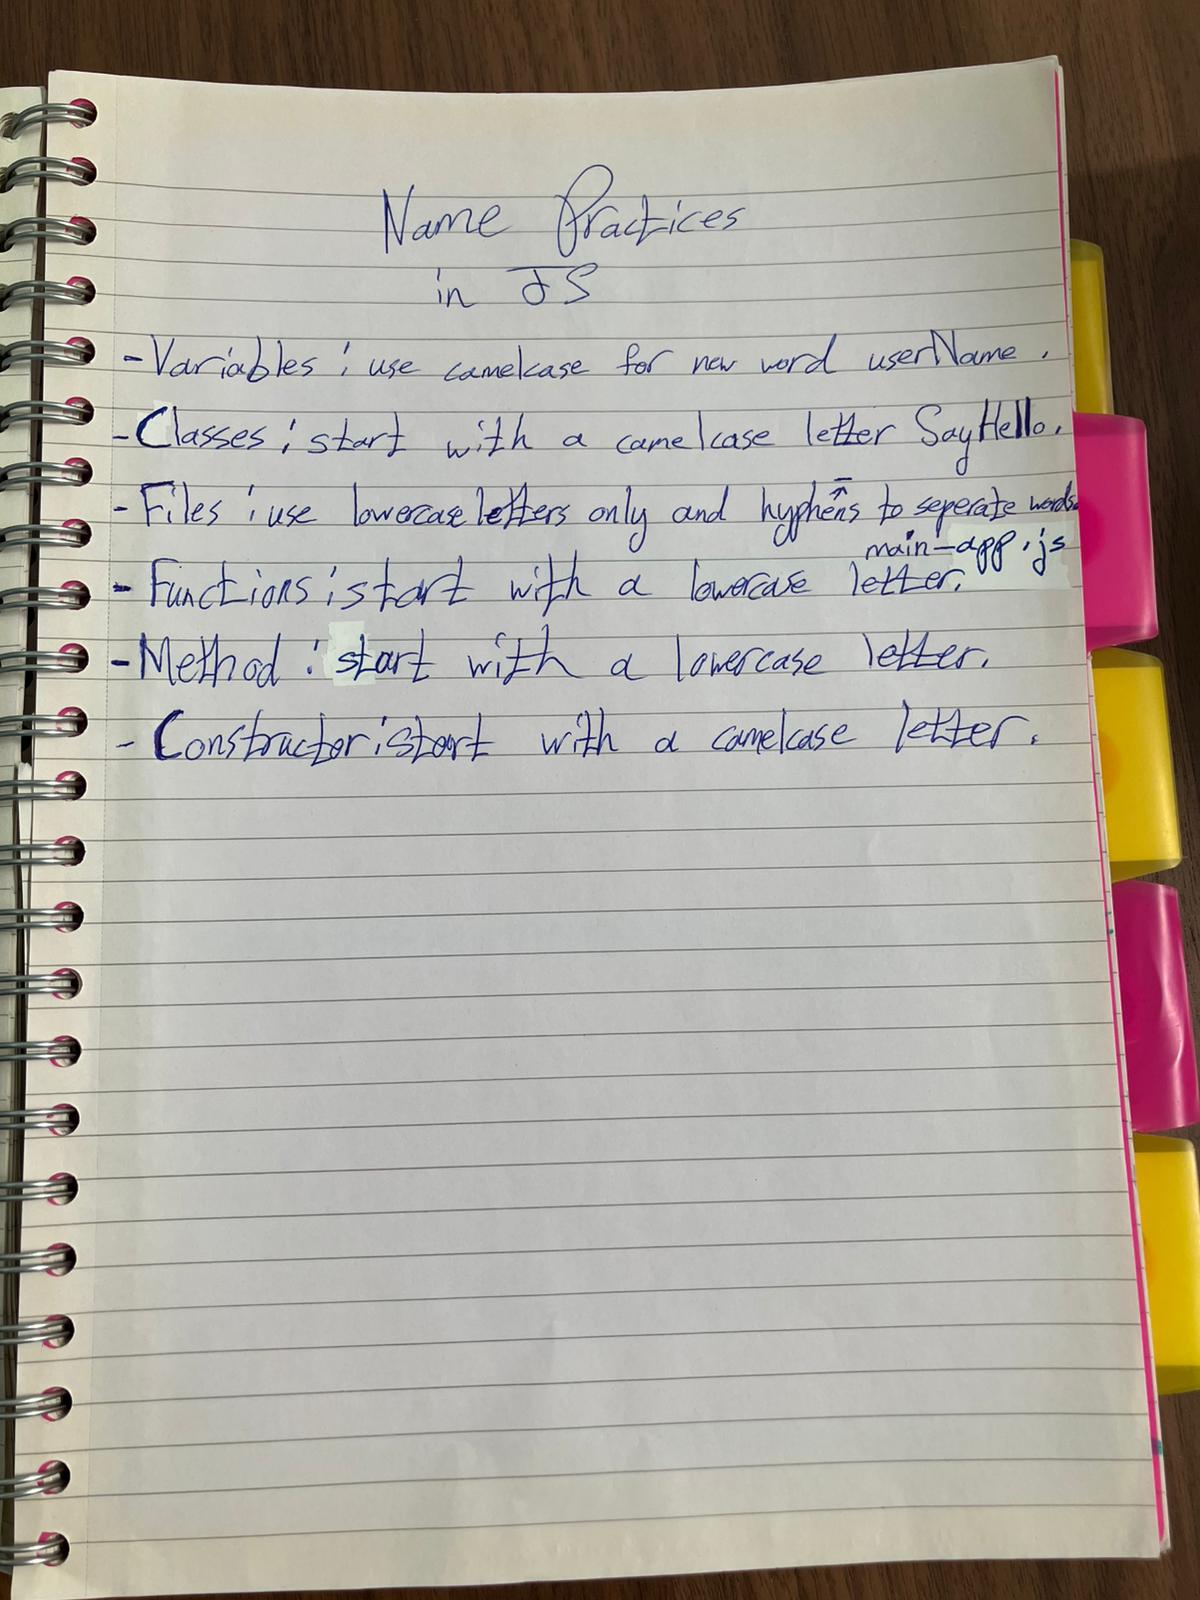 Name Practices
in JS
- Variables : use camelcase for new word userName.
- Classes : start with a camelcase letter SayHello.
- Files : use lowercase letters only and hyphens to seperate words.
main-app.js
- Functions : start with a lowercase letter.
- Method : start with a lowercase letter.
- Constractor : start with a camelcase letter.